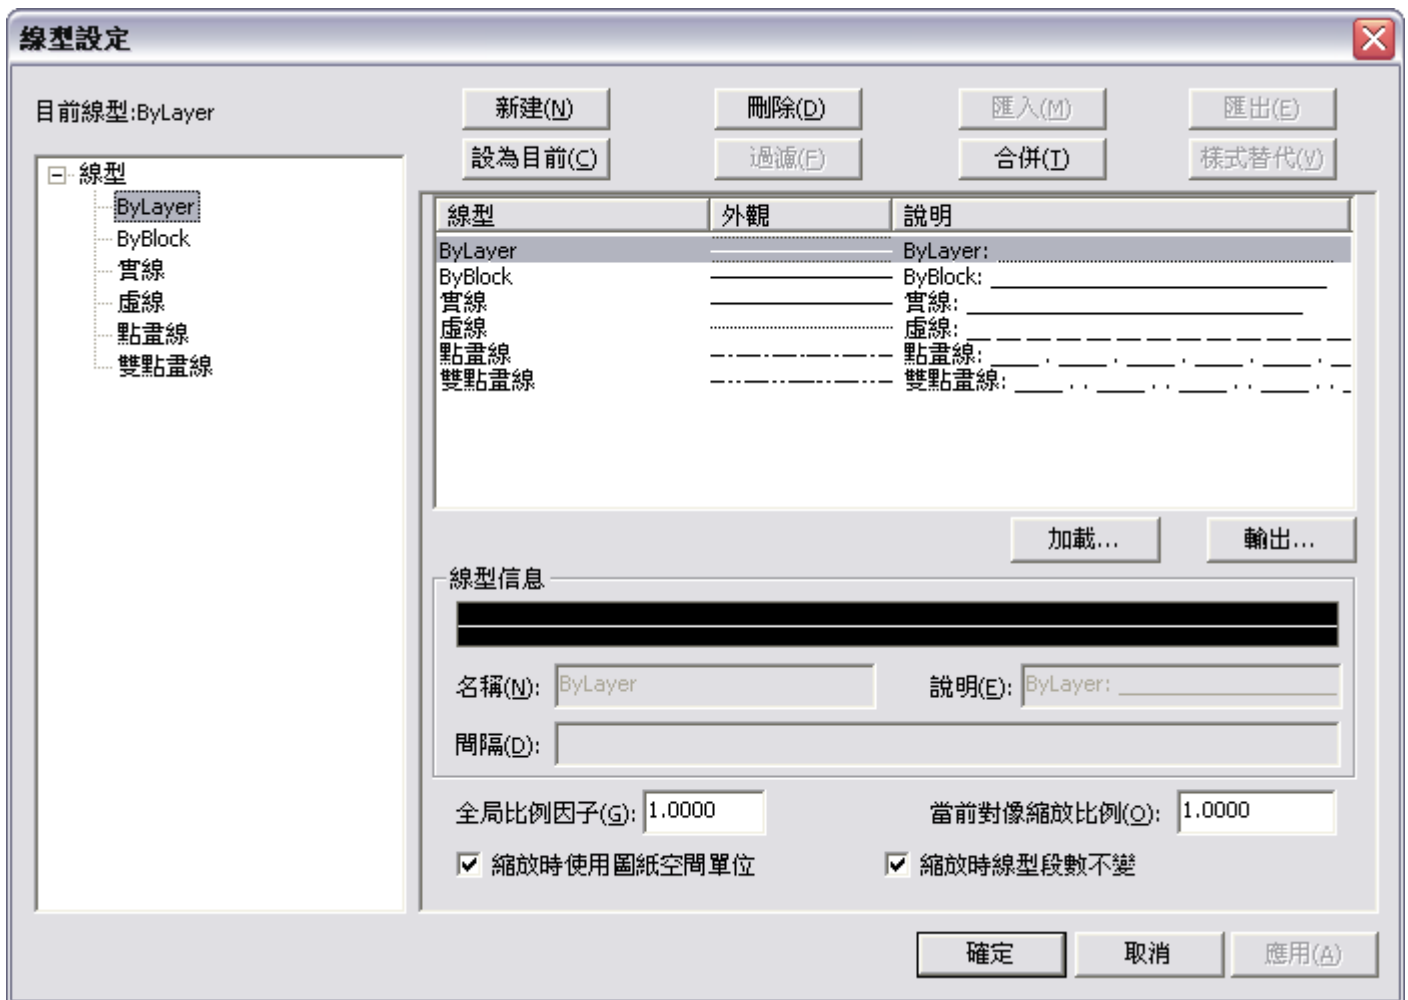 線型設定
目前線型:ByLayer
新建(N)
刪除(D)
匯入(M)
匯出(E)
設為目前(C)
過濾(F)
合併(T)
樣式替代(V)
線型
ByLayer
ByBlock
實線
虛線
點畫線
雙點畫線
線型 外觀 說明
ByLayer ByLayer:
ByBlock ByBlock:
實線 實線:
虛線 虛線:
點畫線 點畫線:
雙點畫線 雙點畫線:
加載...
輸出...
線型信息
名稱(N): ByLayer
說明(E): ByLayer:
間隔(D):
全局比例因子(G): 1.0000
當前對像縮放比例(O): 1.0000
縮放時使用圖紙空間單位
縮放時線型段數不變
確定
取消
應用(A)